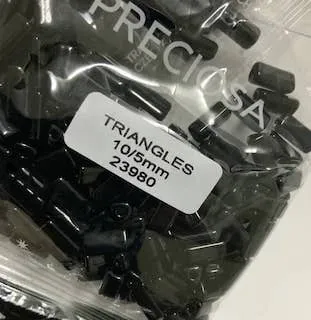 PRECIOSA
TRIANGLES
10/5mm
23980